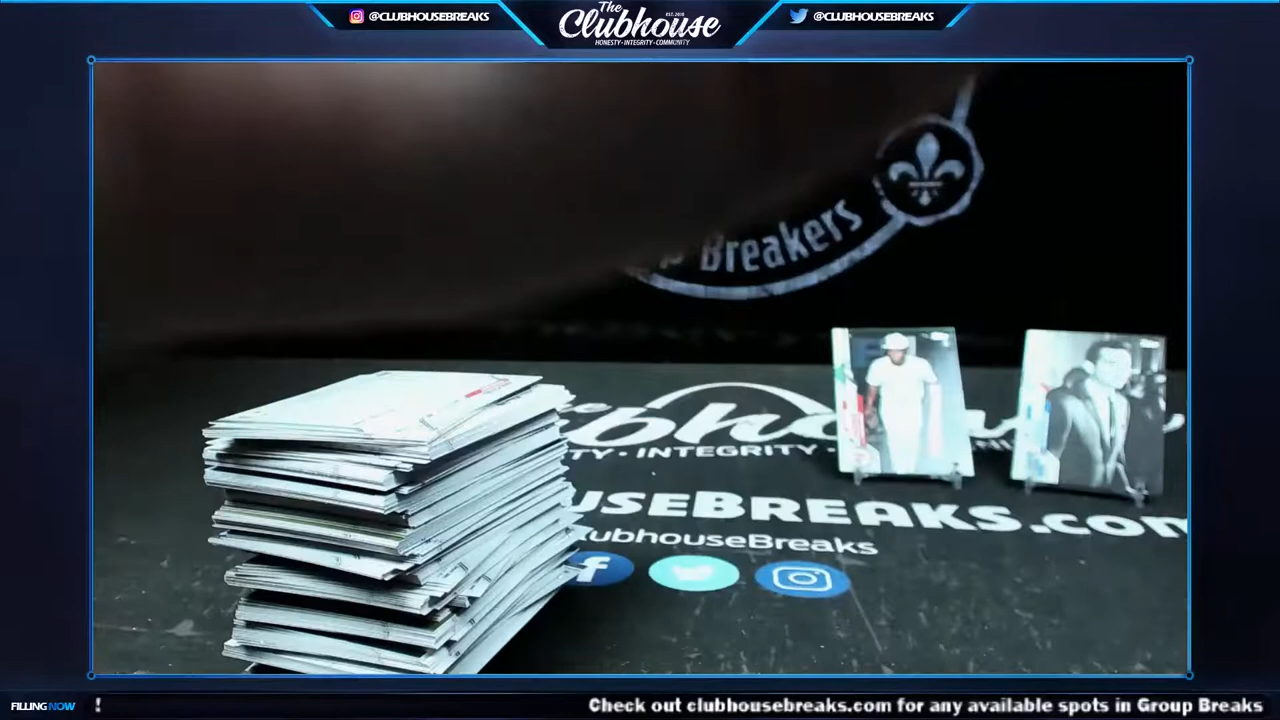 @CLUBHOUSEBREAKS
The
EST. 2018
Clubhouse
HONESTY • INTEGRITY • COMMUNITY
@CLUBHOUSEBREAKS
Breakers
TY • INTEGRITY •
USEBREAKS.com
ClubhouseBreaks
FILLING NOW
!
Check out clubhousebreaks.com for any available spots in Group Breaks